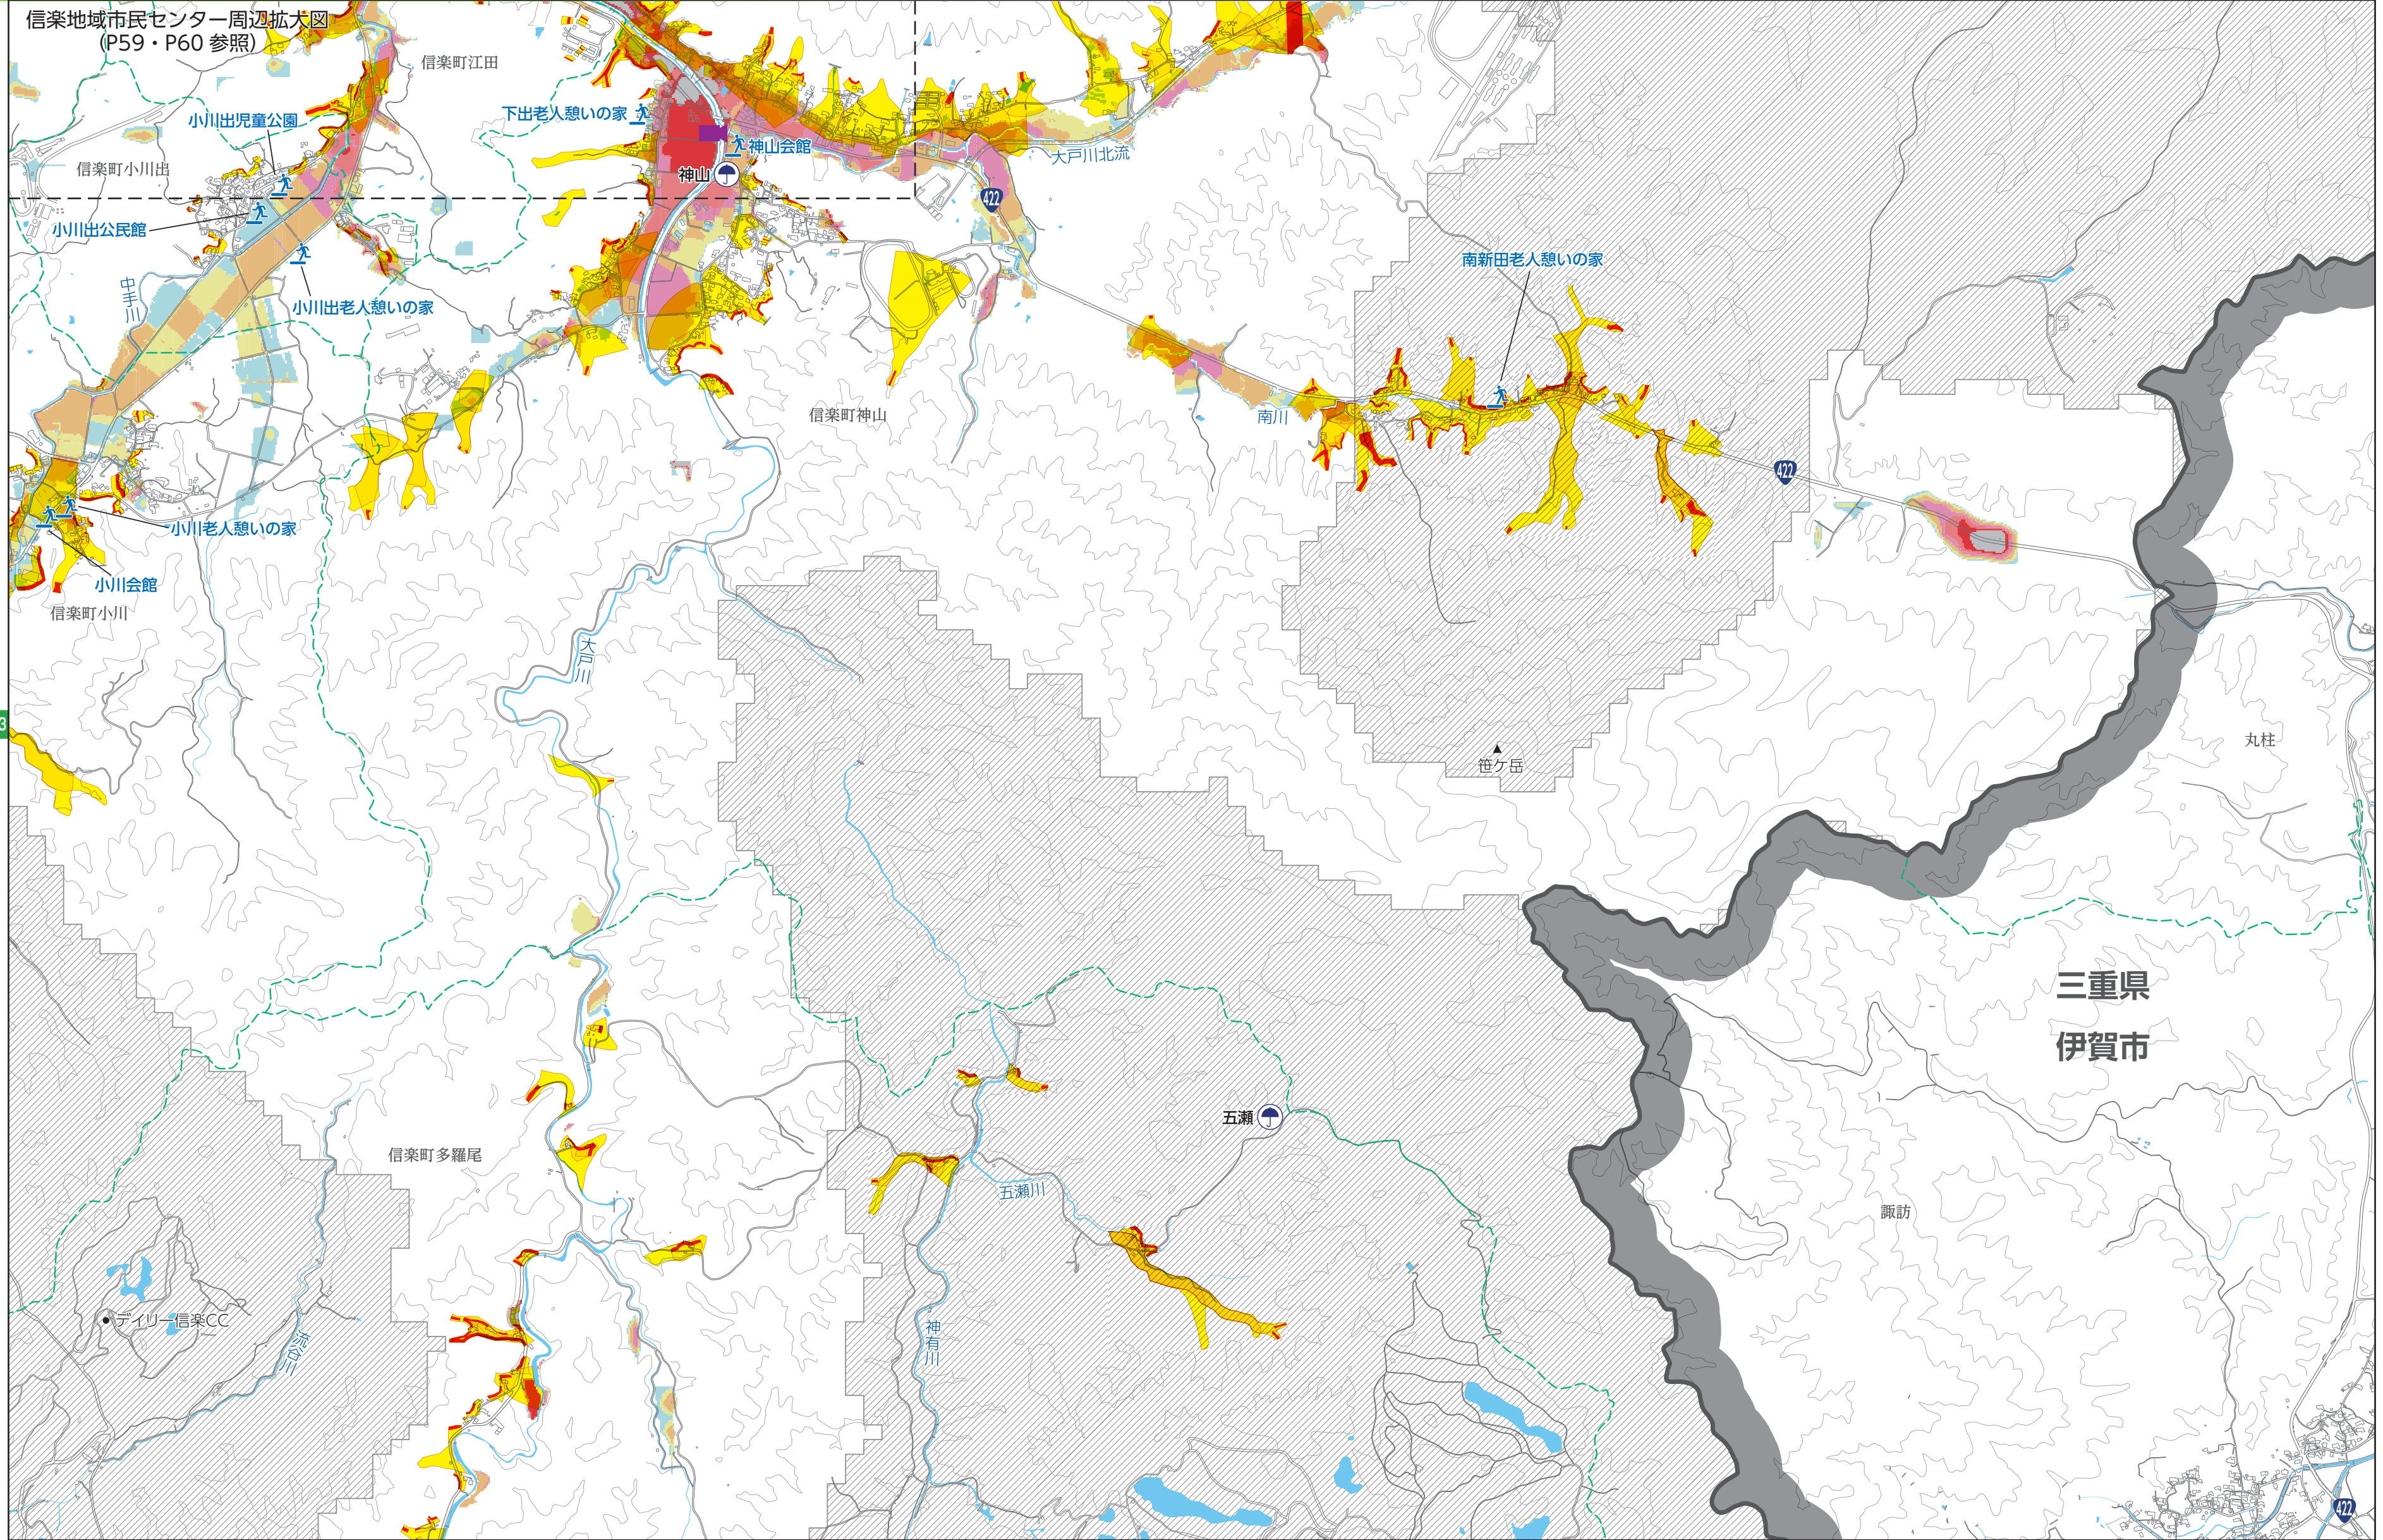 信楽地域市民センター周辺拡大図
(P59・P60 参照)
信楽町江田
小川出児童公園
下出老人憩いの家
神山会館
信楽町小川出
大戸川北流
神山
422
小川出公民館
南新田老人憩いの家
中手川
小川出老人憩いの家
信楽町神山
南川
422
小川老人憩いの家
小川会館
信楽町小川
大戸川
3
丸柱
笹ケ岳
三重県
伊賀市
五瀬
信楽町多羅尾
五瀬川
諏訪
デイリー信楽CC
流谷川
神有川
422